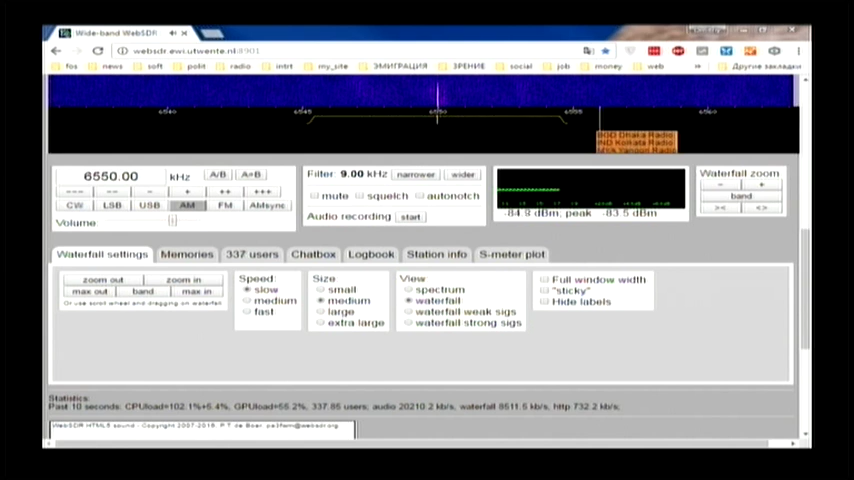 Wide-band WebSDR
websdr.ewi.utwente.nl:8901
fos news soft polit radio intrt my_site ЭМИГРАЦИЯ ЗРЕНИЕ social job money web » Другие закладки
6540 6545 6550 6555 6560
BGD Dhaka Radio
IND Kolkata Radio
MYA Yangon Radio
6550.00 kHz A/B A=B
--- -- - + ++ +++
CW LSB USB AM FM AMsync
Volume
Filter: 9.00 kHz narrower wider
mute squelch autonotch
Audio recording start
-84.9 dBm; peak -83.5 dBm
Waterfall zoom
- +
band
>< <>
Waterfall settings Memories 337 users Chatbox Logbook Station info S-meter plot
zoom out zoom in
max out band max in
Or use scroll wheel and dragging on waterfall
Speed:
slow
medium
fast
Size
small
medium
large
extra large
View
spectrum
waterfall
waterfall weak sigs
waterfall strong sigs
Full window width
"sticky"
Hide labels
Statistics:
Past 10 seconds: CPUload=102.1%+5.4%, GPUload=55.2%, 337.85 users; audio 20210.2 kb/s, waterfall 8511.5 kb/s, http 732.2 kb/s;
WebSDR HTML5 sound - Copyright 2007-2018, P.T. de Boer, pa3fwm@websdr.org